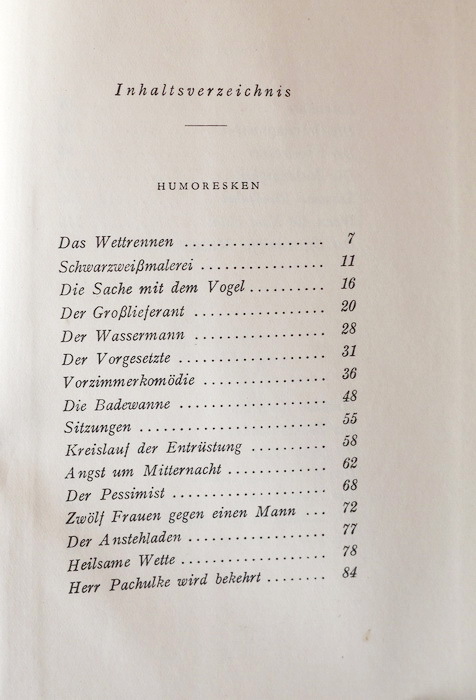 Inhaltsverzeichnis
HUMORESKEN
Das Wettrennen .................. 7
Schwarzweißmalerei ................ 11
Die Sache mit dem Vogel .......... 16
Der Großlieferant ................. 20
Der Wassermann .................. 28
Der Vorgesetzte .................... 31
Vorzimmerkomödie ................ 36
Die Badewanne ................... 48
Sitzungen ......................... 55
Kreislauf der Entrüstung .......... 58
Angst um Mitternacht ............. 62
Der Pessimist ..................... 68
Zwölf Frauen gegen einen Mann ... 72
Der Anstehladen .................. 77
Heilsame Wette ................... 78
Herr Pachulke wird bekehrt ........ 84